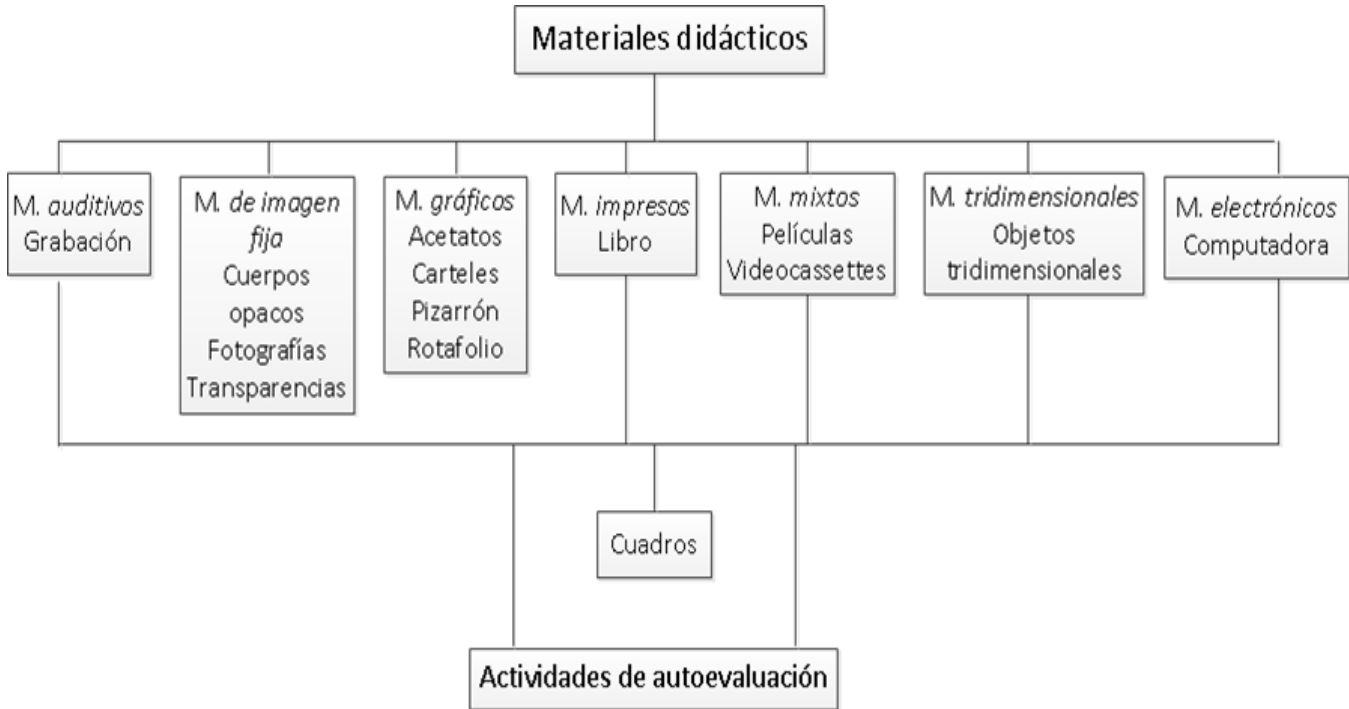 Materiales didácticos
M. auditivos
Grabación
M. de imagen
fija
Cuerpos
opacos
Fotografías
Transparencias
M. gráficos
Acetatos
Carteles
Pizarrón
Rotafolio
M. impresos
Libro
M. mixtos
Películas
Videocassettes
M. tridimensionales
Objetos
tridimensionales
M. electrónicos
Computadora
Cuadros
Actividades de autoevaluación